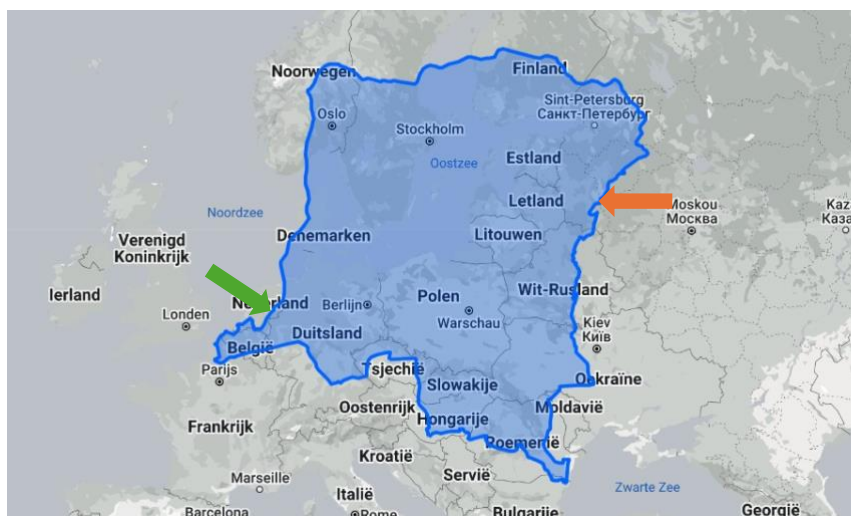 Noorwegen
Finland
Oslo
Sint-Petersburg
Санкт-Петербург
Stockholm
Oostzee
Estland
Letland
Moskou
Москва
Kaz
Каза
Noordzee
Denemarken
Litouwen
Verenigd
Koninkrijk
Ierland
Nederland
Berlijn
Polen
Wit-Rusland
Londen
Warschau
Kiev
Київ
Duitsland
België
Parijs
Tsjechië
Oekraïne
Slowakije
Oostenrijk
Hongarije
Moldavië
Frankrijk
Roemenië
Kroatië
Marseille
Servië
Zwarte Zee
Italië
Barcelona
Rome
Bulgarije
Georgië